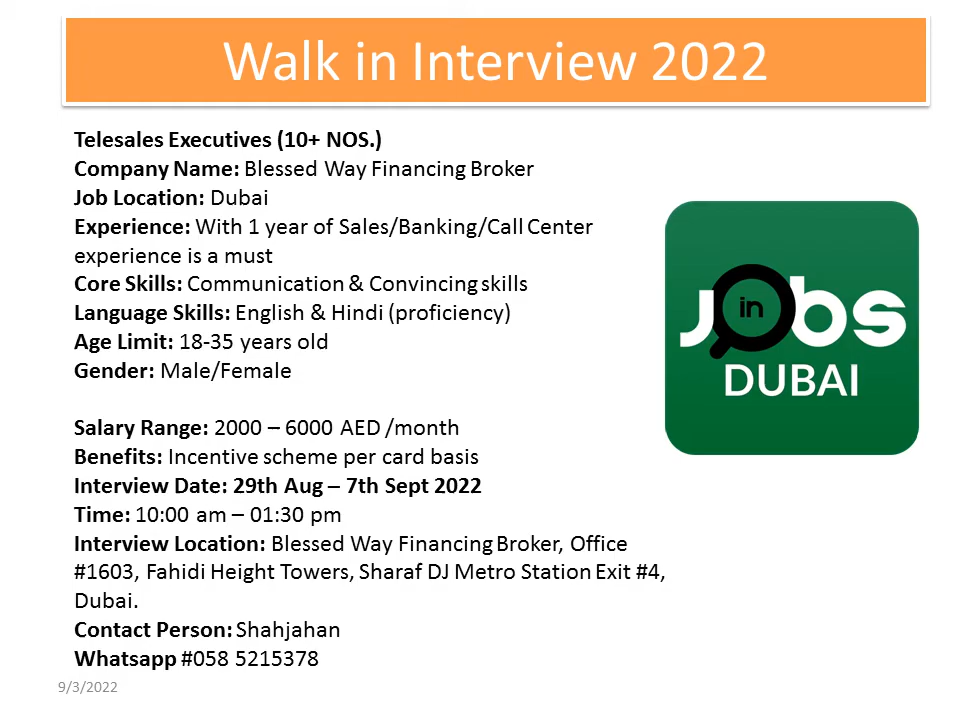 Walk in Interview 2022
Telesales Executives (10+ NOS.)
Company Name: Blessed Way Financing Broker
Job Location: Dubai
Experience: With 1 year of Sales/Banking/Call Center
experience is a must
Core Skills: Communication & Convincing skills
Language Skills: English & Hindi (proficiency)
Age Limit: 18-35 years old
Gender: Male/Female
Salary Range: 2000 – 6000 AED /month
Benefits: Incentive scheme per card basis
Interview Date: 29th Aug – 7th Sept 2022
Time: 10:00 am – 01:30 pm
Interview Location: Blessed Way Financing Broker, Office
#1603, Fahidi Height Towers, Sharaf DJ Metro Station Exit #4,
Dubai.
Contact Person: Shahjahan
Whatsapp #058 5215378
9/3/2022
Jobs
in
DUBAI